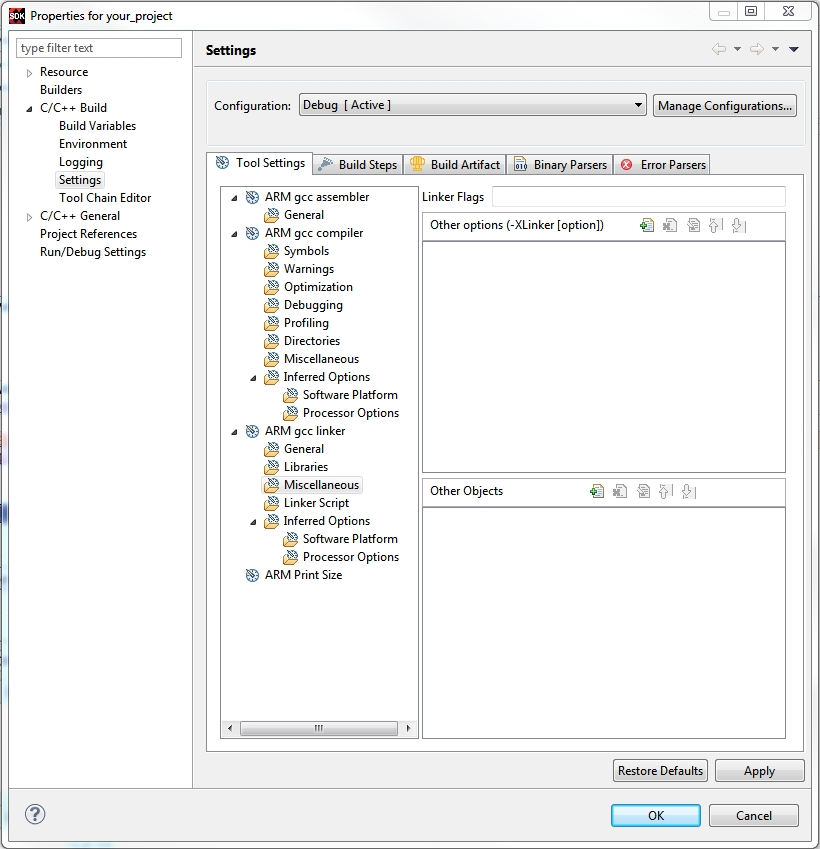 SDK Properties for your_project
type filter text
Resource
Builders
C/C++ Build
Build Variables
Environment
Logging
Settings
Tool Chain Editor
C/C++ General
Project References
Run/Debug Settings
Settings
Configuration: Debug [ Active ] Manage Configurations...
Tool Settings Build Steps Build Artifact Binary Parsers Error Parsers
ARM gcc assembler
General
ARM gcc compiler
Symbols
Warnings
Optimization
Debugging
Profiling
Directories
Miscellaneous
Inferred Options
Software Platform
Processor Options
ARM gcc linker
General
Libraries
Miscellaneous
Linker Script
Inferred Options
Software Platform
Processor Options
ARM Print Size
Linker Flags
Other options (-XLinker [option])
Other Objects
Restore Defaults Apply
? OK Cancel